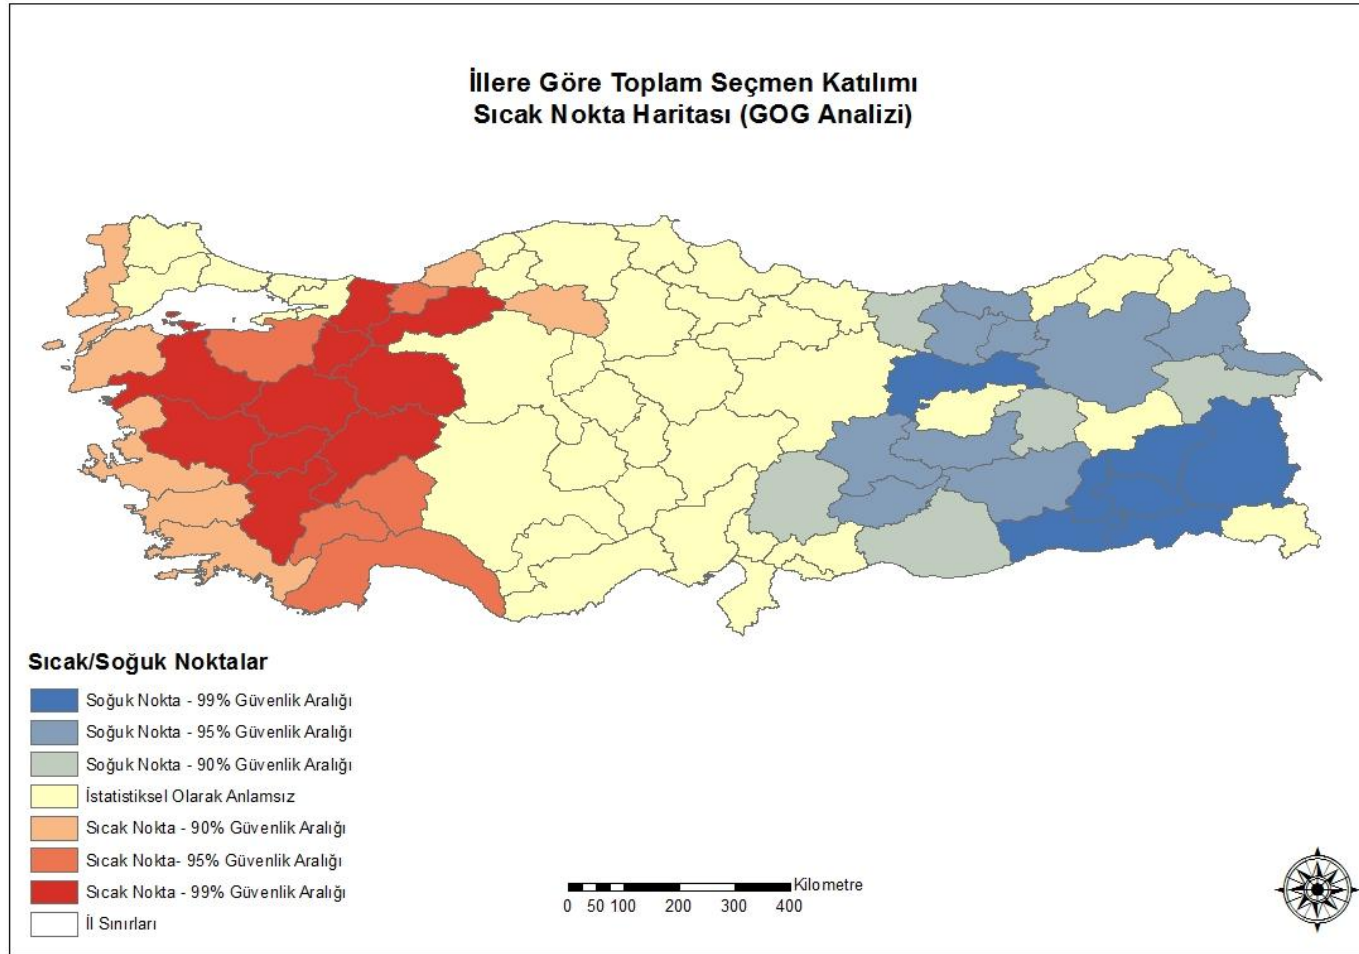 İllere Göre Toplam Seçmen Katılımı
Sıcak Nokta Haritası (GOG Analizi)
Sıcak/Soğuk Noktalar
Soğuk Nokta - 99% Güvenlik Aralığı
Soğuk Nokta - 95% Güvenlik Aralığı
Soğuk Nokta - 90% Güvenlik Aralığı
İstatistiksel Olarak Anlamsız
Sıcak Nokta - 90% Güvenlik Aralığı
Sıcak Nokta- 95% Güvenlik Aralığı
Sıcak Nokta - 99% Güvenlik Aralığı
İl Sınırları
Kilometre
0 50 100 200 300 400